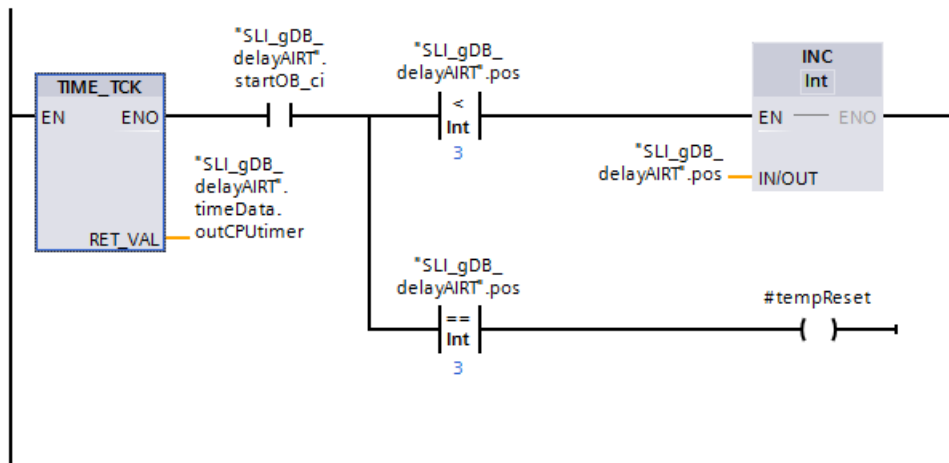 "SLI_gDB_
delayAIRT".
startOB_ci
"SLI_gDB_
delayAIRT".pos
INC
Int
TIME_TCK
EN ENO
<
Int
3
EN ENO
"SLI_gDB_
delayAIRT".pos
IN/OUT
"SLI_gDB_
delayAIRT".
timeData.
outCPUtimer
RET_VAL
"SLI_gDB_
delayAIRT".pos
==
Int
3
#tempReset